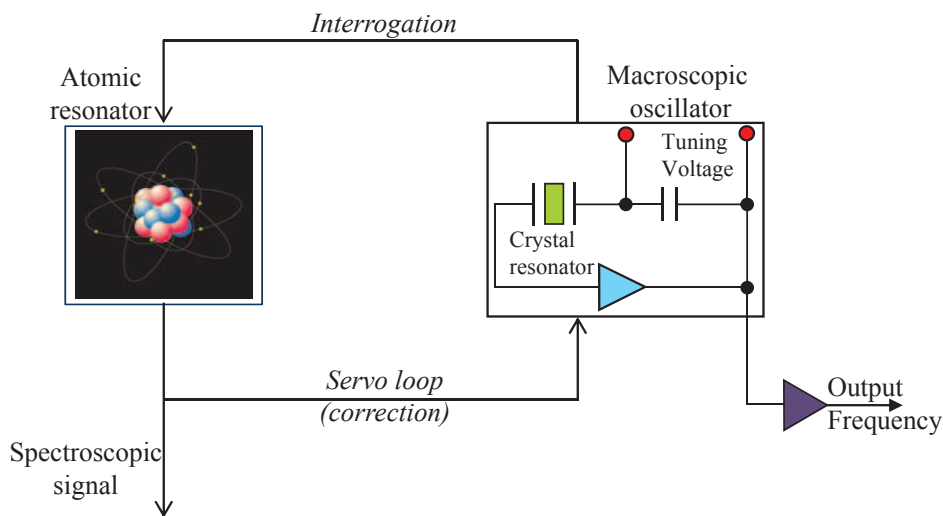 Interrogation
Atomic
resonator
Macroscopic
oscillator
Tuning
Voltage
Crystal
resonator
Servo loop
(correction)
Output
Frequency
Spectroscopic
signal